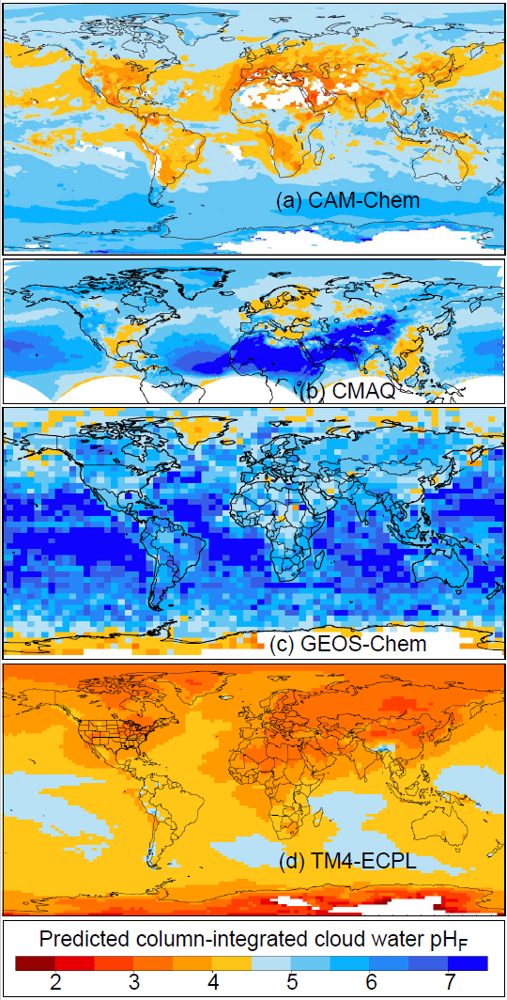 (a) CAM-Chem
(b) CMAQ
(c) GEOS-Chem
(d) TM4-ECPL
Predicted column-integrated cloud water pHF
2 3 4 5 6 7